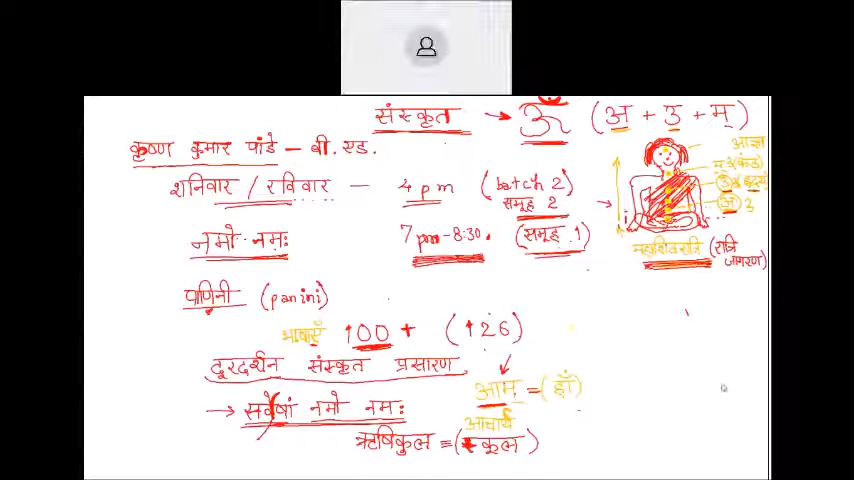 संस्कृत → ॐ (अ + उ + म्)
कृष्ण कुमार पांडे – बी. एड.
शनिवार / रविवार – 4 pm (batch 2)
समूह 2
नमो नमः 7 pm – 8:30. (समूह 1)
आज्ञा
महाशिवरात्रि (रात्रि जागरण)
पाणिनी (panini)
भाषाएँ 100 + (126)
दूरदर्शन संस्कृत प्रसारण
आम् = (हाँ)
→ सर्वेषां नमो नमः
आचार्य
ऋषिकुल = (स्कूल)